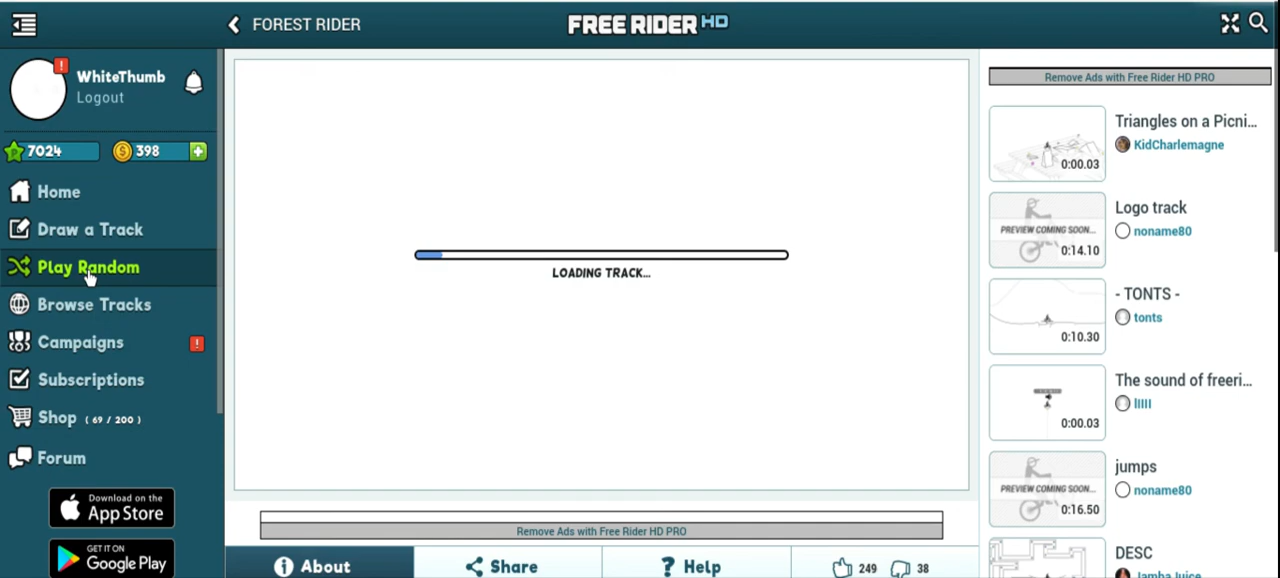 FOREST RIDER
FREE RIDER HD
WhiteThumb
Logout
7024
398
Home
Draw a Track
Play Random
Browse Tracks
Campaigns
Subscriptions
Shop ( 69 / 200 )
Forum
Download on the
App Store
GET IT ON
Google Play
LOADING TRACK...
Remove Ads with Free Rider HD PRO
About
Share
Help
249
38
Remove Ads with Free Rider HD PRO
0:00.03
Triangles on a Picni...
KidCharlemagne
PREVIEW COMING SOON...
0:14.10
Logo track
noname80
0:10.30
- TONTS -
tonts
0:00.03
The sound of freeri...
PREVIEW COMING SOON...
0:16.50
jumps
noname80
DESC
JambaJuice